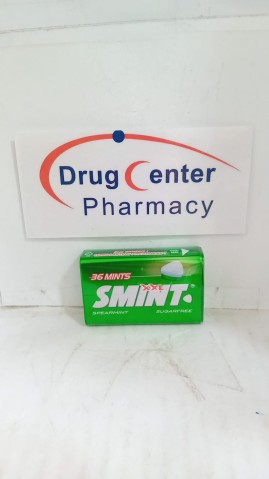 Drug Center
Pharmacy
36 MINTS
XXL
SMINT.
SPEARMINT SUGARFREE